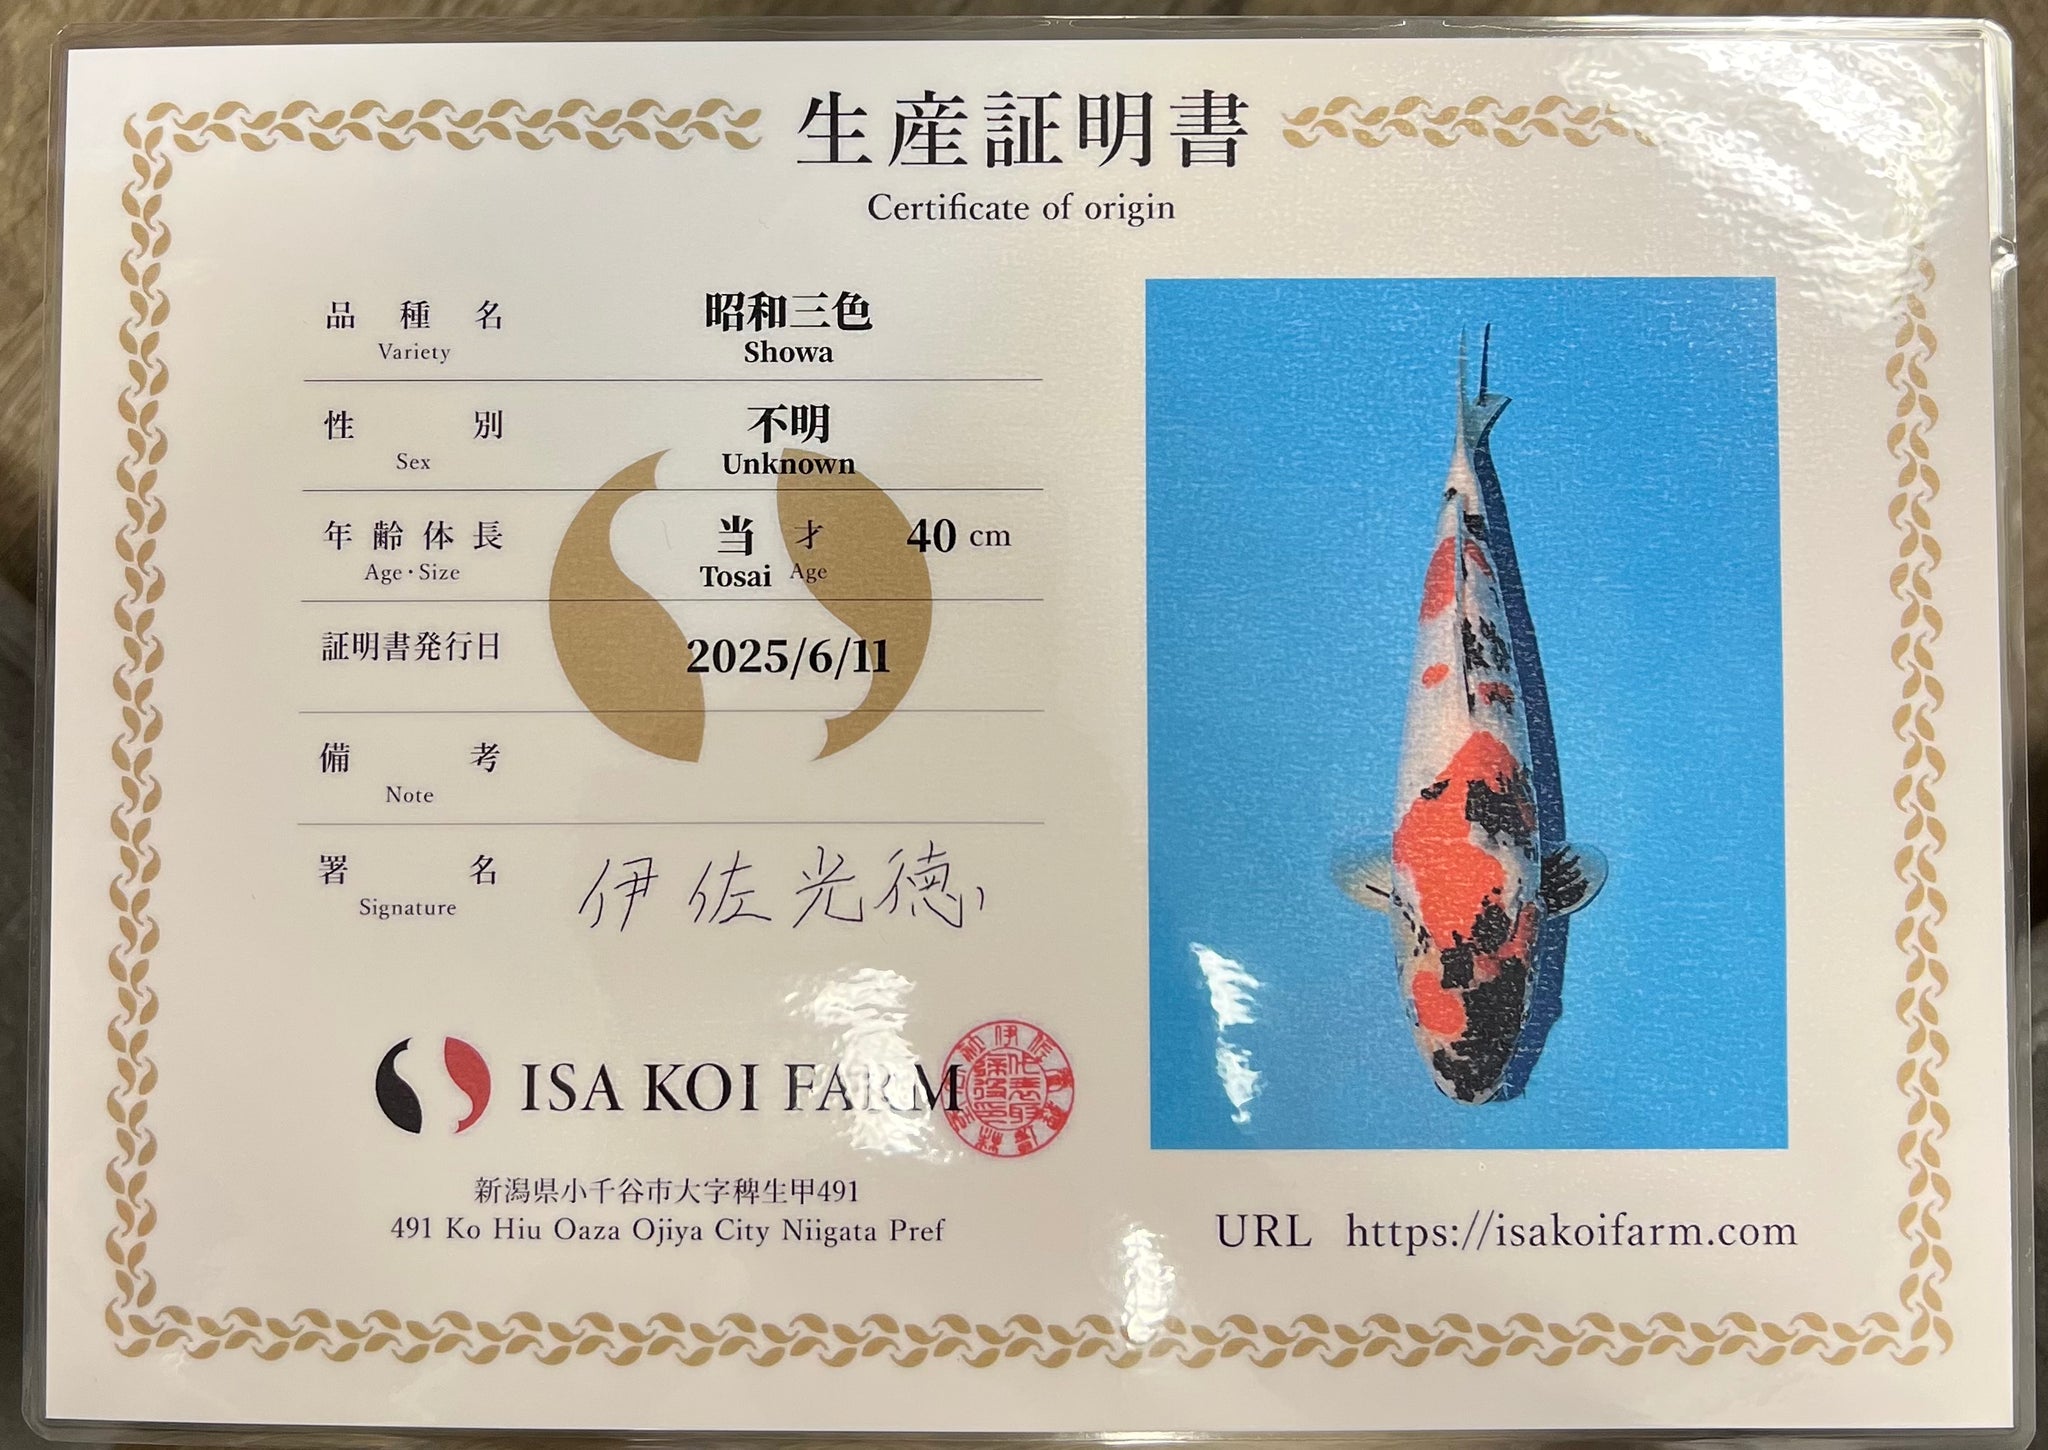 生産証明書
Certificate of origin
品種名
Variety
昭和三色
Showa
性別
Sex
不明
Unknown
年齢体長
Age・Size
当 才 40 cm
Tosai Age
証明書発行日
2025/6/11
備考
Note
署名
Signature
伊佐光徳
ISA KOI FARM
新潟県小千谷市大字稗生甲491
491 Ko Hiu Oaza Ojiya City Niigata Pref
URL https://isakoifarm.com